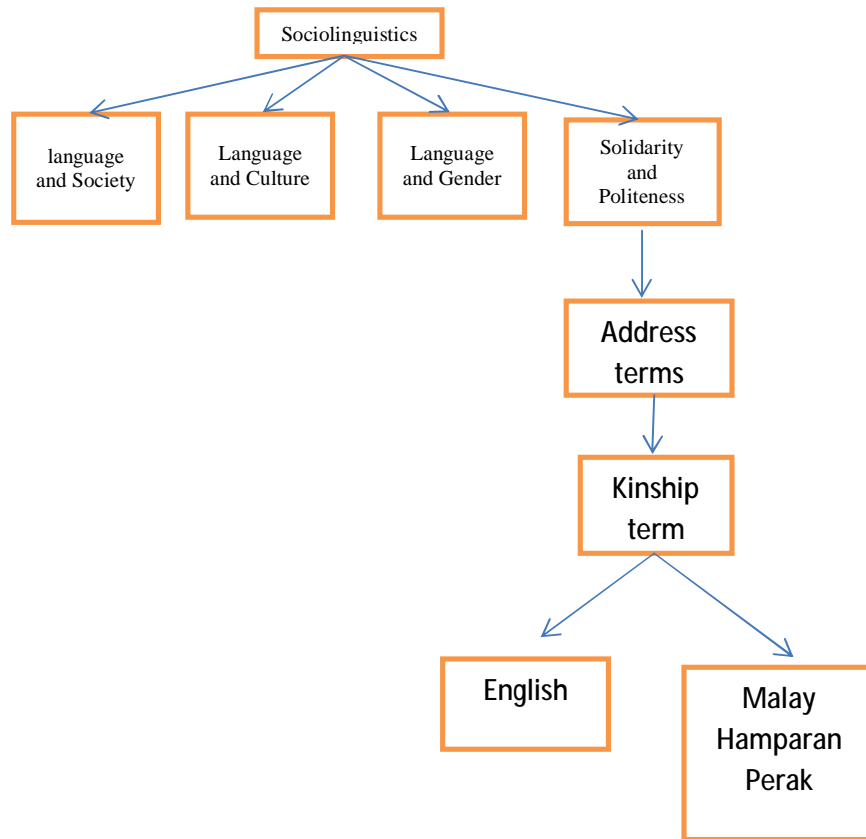 Sociolinguistics
language
and Society
Language
and Culture
Language
and Gender
Solidarity
and
Politeness
Address
terms
Kinship
term
English
Malay
Hamparan
Perak